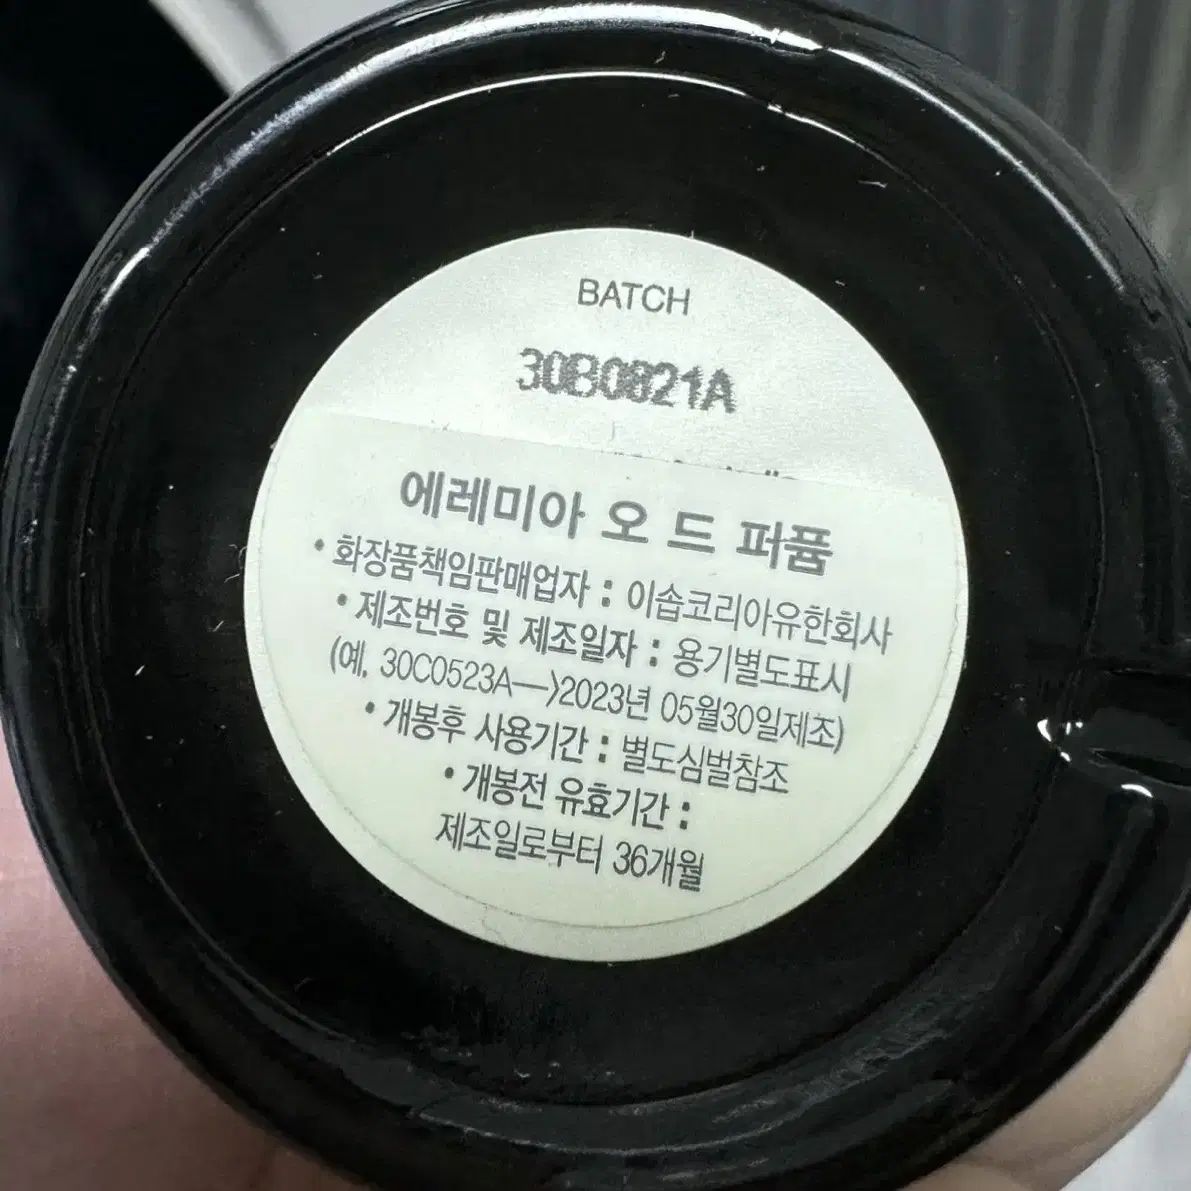 BATCH
30B0821A
에레미아 오 드 퍼퓸
• 화장품책임판매업자 : 이솝코리아유한회사
• 제조번호 및 제조일자 : 용기별도표시
(예, 30C0523A—>2023년 05월30일제조)
• 개봉후 사용기간 : 별도심벌참조
• 개봉전 유효기간 :
제조일로부터 36개월